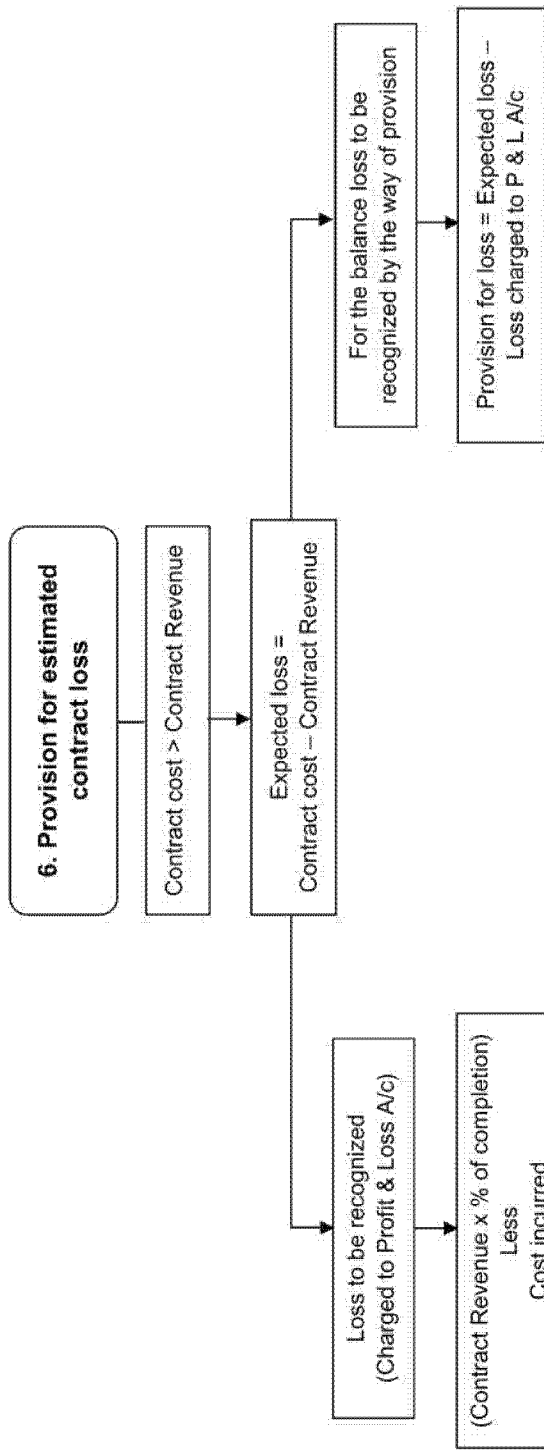 6. Provision for estimated
contract loss
Contract cost > Contract Revenue
Expected loss =
Contract cost – Contract Revenue
Loss to be recognized
(Charged to Profit & Loss A/c)
(Contract Revenue x % of completion)
Less
Cost incurred
For the balance loss to be
recognized by the way of provision
Provision for loss = Expected loss –
Loss charged to P & L A/c